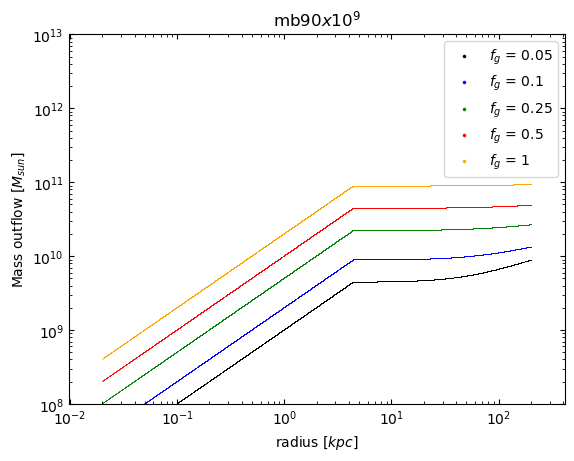 mb90x10^9
10^13
10^12
10^11
10^10
10^9
10^8
Mass outflow [M_sun]
f_g = 0.05
f_g = 0.1
f_g = 0.25
f_g = 0.5
f_g = 1
10^-2
10^-1
10^0
10^1
10^2
radius [kpc]